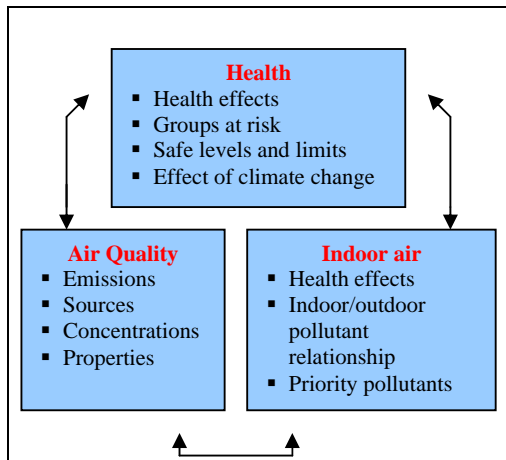 Health
▪ Health effects
▪ Groups at risk
▪ Safe levels and limits
▪ Effect of climate change
Air Quality
▪ Emissions
▪ Sources
▪ Concentrations
▪ Properties
Indoor air
▪ Health effects
▪ Indoor/outdoor
pollutant
relationship
▪ Priority pollutants